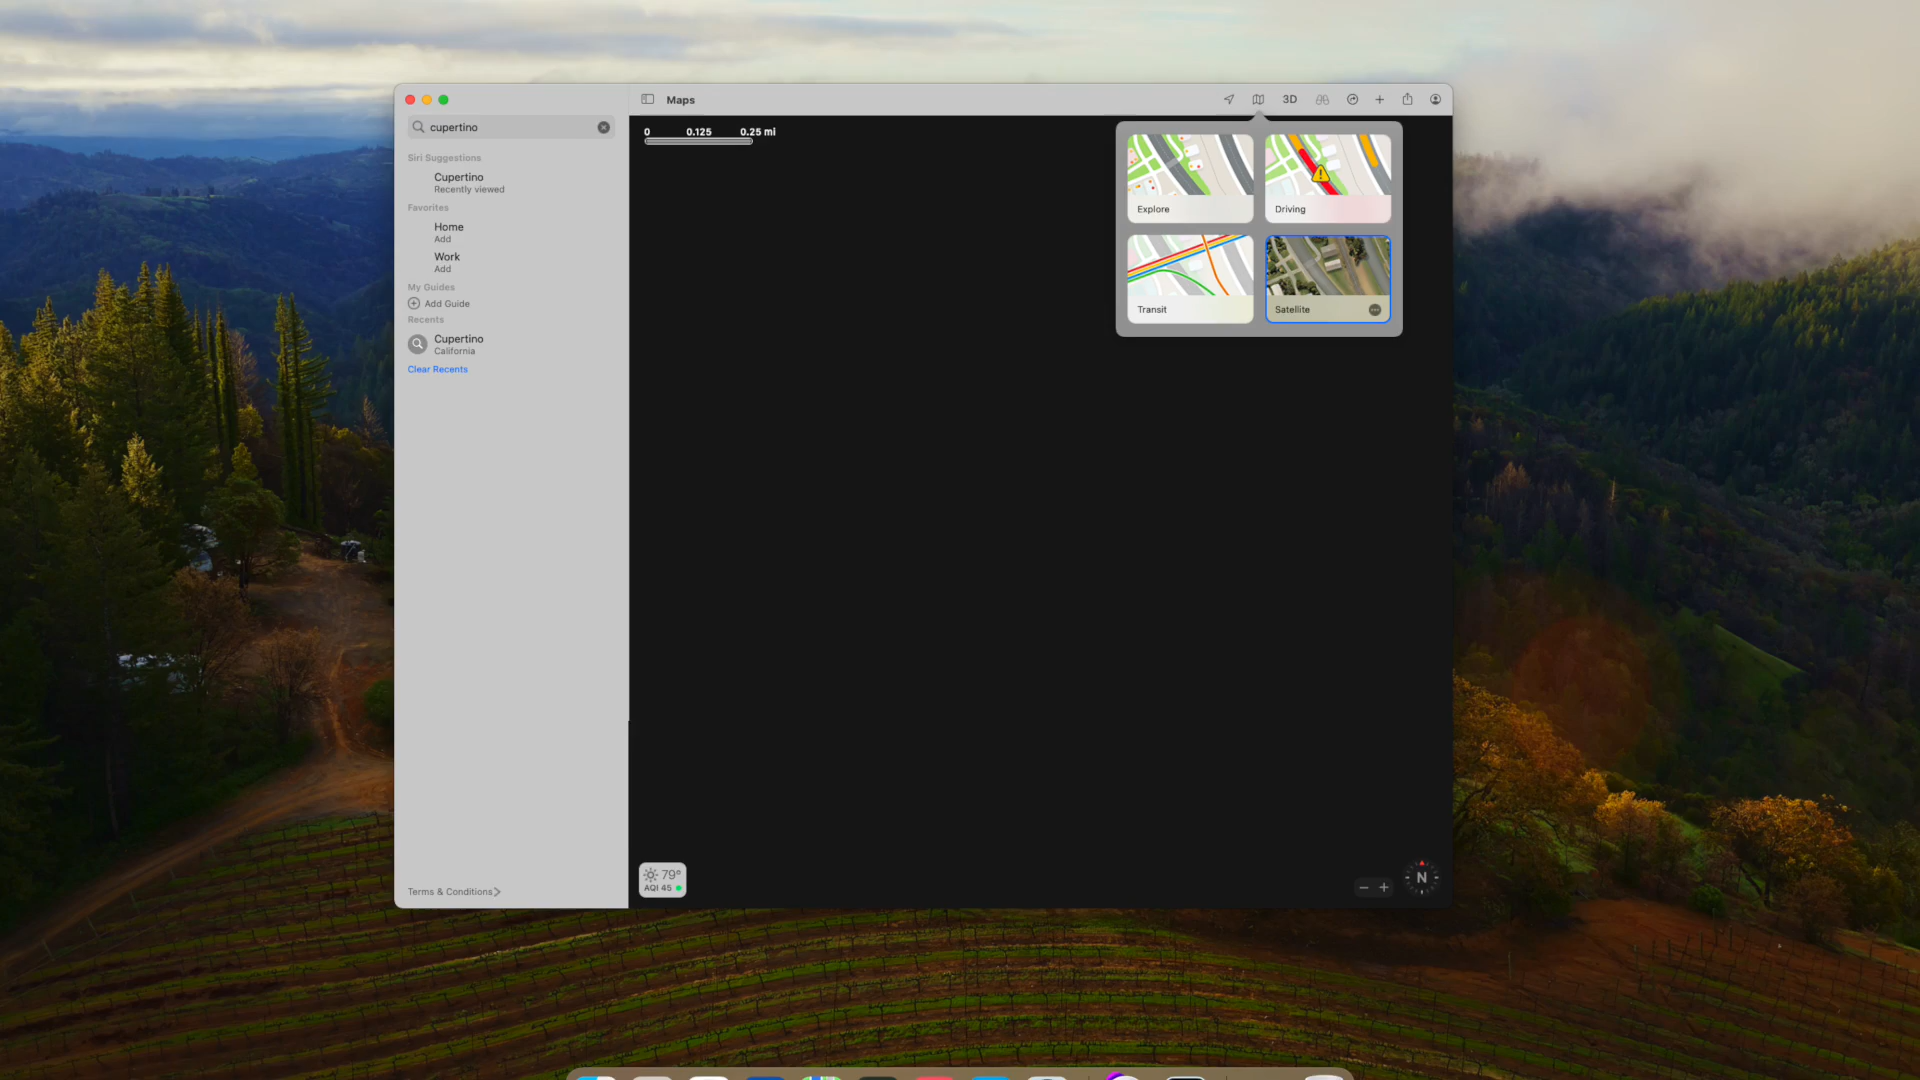 Maps
3D
cupertino
Siri Suggestions
Cupertino
Recently viewed
Favorites
Home
Add
Work
Add
My Guides
Add Guide
Recents
Cupertino
California
Clear Recents
Terms & Conditions
0 0.125 0.25 mi
Explore
Driving
Transit
Satellite
79°
AQI 45
N